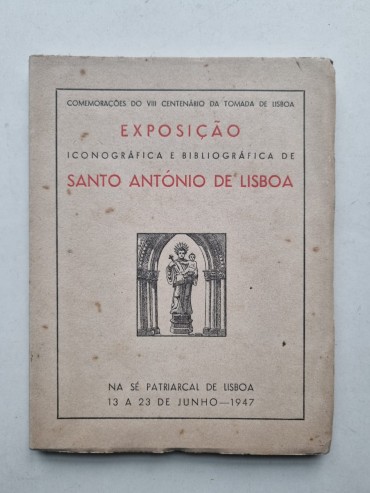 COMEMORAÇÕES DO VIII CENTENÁRIO DA TOMADA DE LISBOA
EXPOSIÇÃO
ICONOGRÁFICA E BIBLIOGRÁFICA DE
SANTO ANTÓNIO DE LISBOA
NA SÉ PATRIARCAL DE LISBOA
13 A 23 DE JUNHO—1947